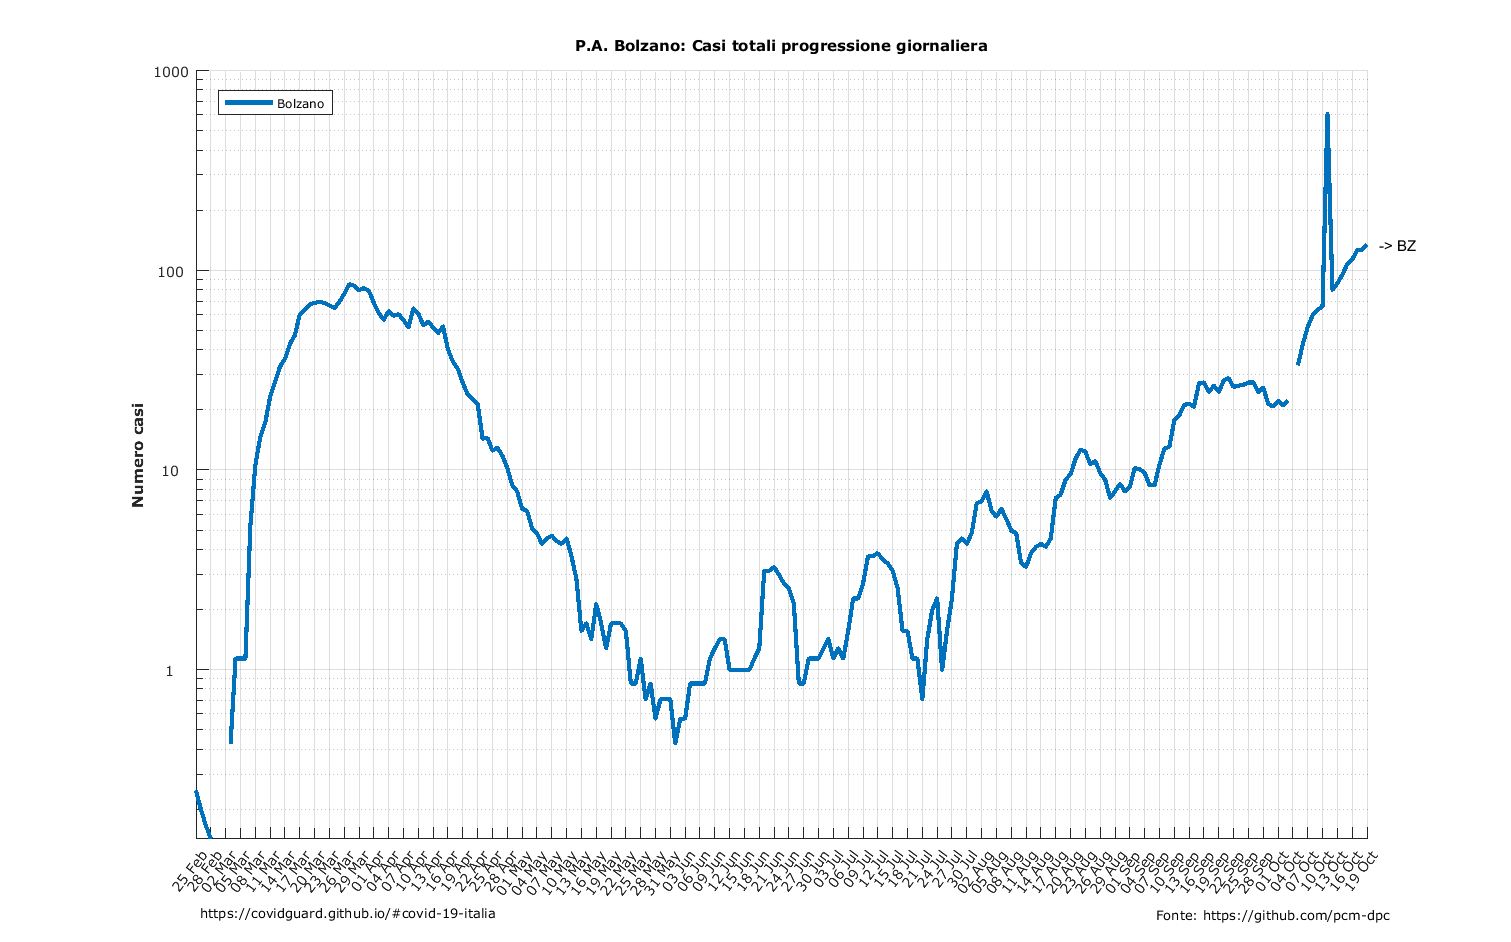 P.A. Bolzano: Casi totali progressione giornaliera
Bolzano
Numero casi
1000
100
10
1
-> BZ
25 Feb
28 Feb
02 Mar
05 Mar
08 Mar
11 Mar
14 Mar
17 Mar
20 Mar
23 Mar
26 Mar
29 Mar
01 Apr
04 Apr
07 Apr
10 Apr
13 Apr
16 Apr
19 Apr
22 Apr
25 Apr
28 Apr
01 May
04 May
07 May
10 May
13 May
16 May
19 May
22 May
25 May
28 May
31 May
03 Jun
06 Jun
09 Jun
12 Jun
15 Jun
18 Jun
21 Jun
24 Jun
27 Jun
30 Jun
03 Jul
06 Jul
09 Jul
12 Jul
15 Jul
18 Jul
21 Jul
24 Jul
27 Jul
30 Jul
02 Aug
05 Aug
08 Aug
11 Aug
14 Aug
17 Aug
20 Aug
23 Aug
26 Aug
29 Aug
01 Sep
04 Sep
07 Sep
10 Sep
13 Sep
16 Sep
19 Sep
22 Sep
25 Sep
28 Sep
01 Oct
04 Oct
07 Oct
10 Oct
13 Oct
16 Oct
19 Oct
https://covidguard.github.io/#covid-19-italia
Fonte: https://github.com/pcm-dpc